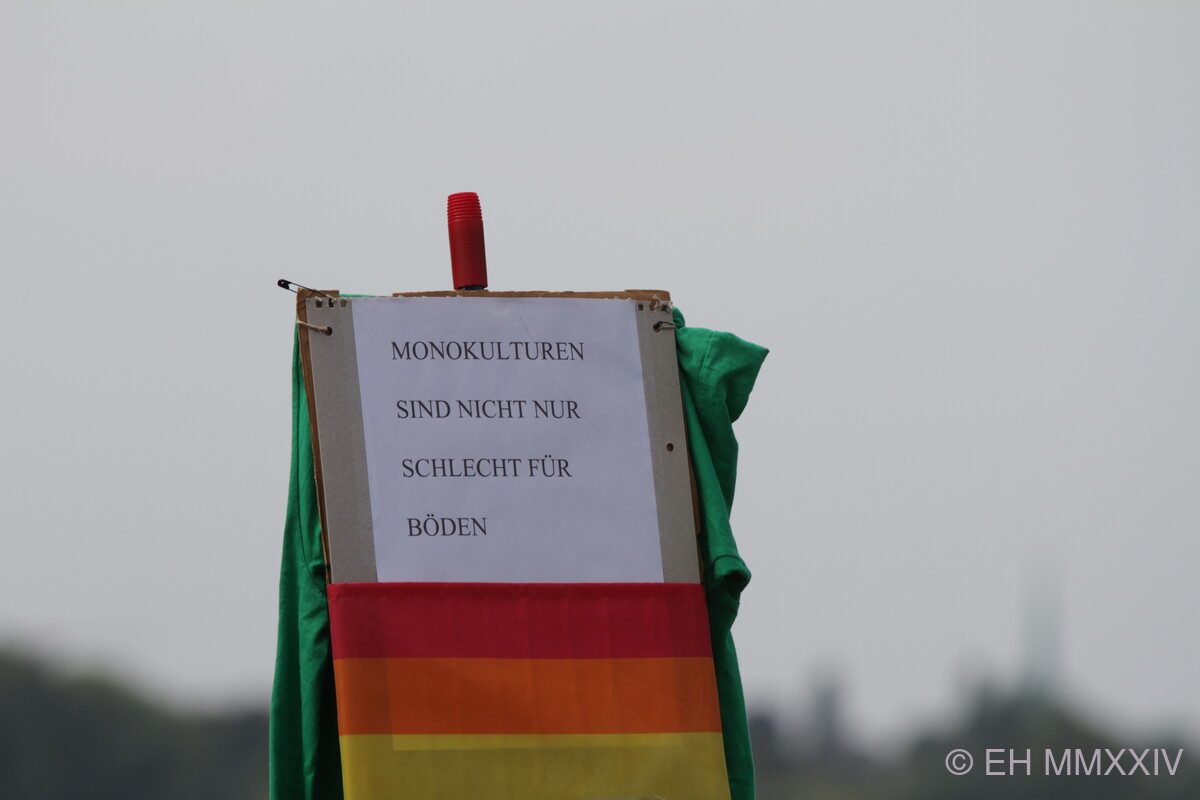 MONOKULTUREN
SIND NICHT NUR
SCHLECHT FÜR
BÖDEN
© EH MMXXIV